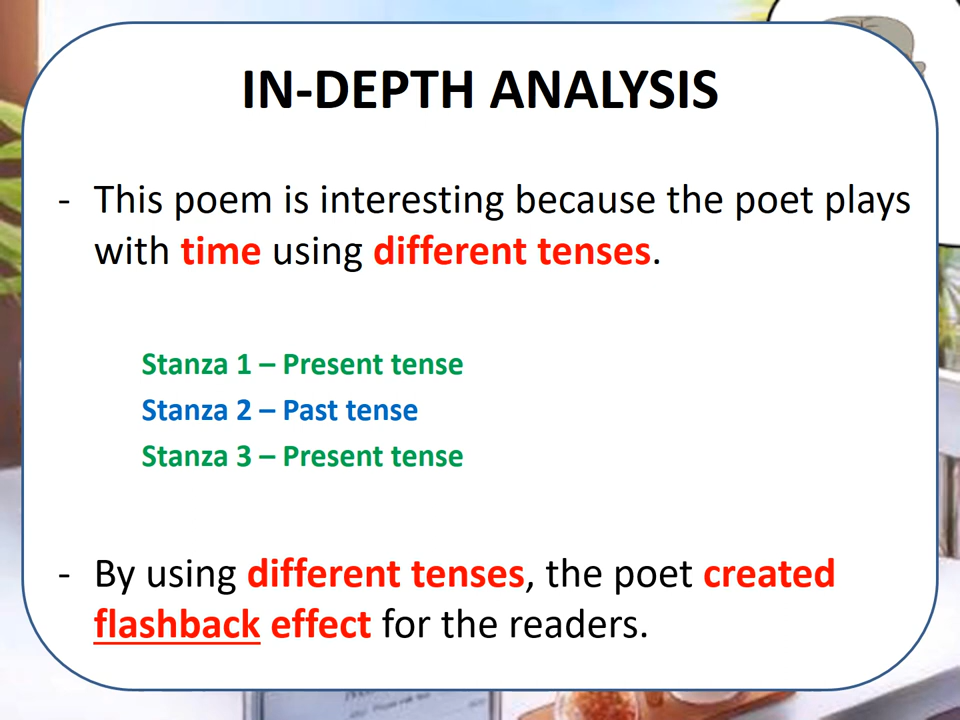 IN-DEPTH ANALYSIS
- This poem is interesting because the poet plays
with time using different tenses.
Stanza 1 – Present tense
Stanza 2 – Past tense
Stanza 3 – Present tense
- By using different tenses, the poet created
flashback effect for the readers.